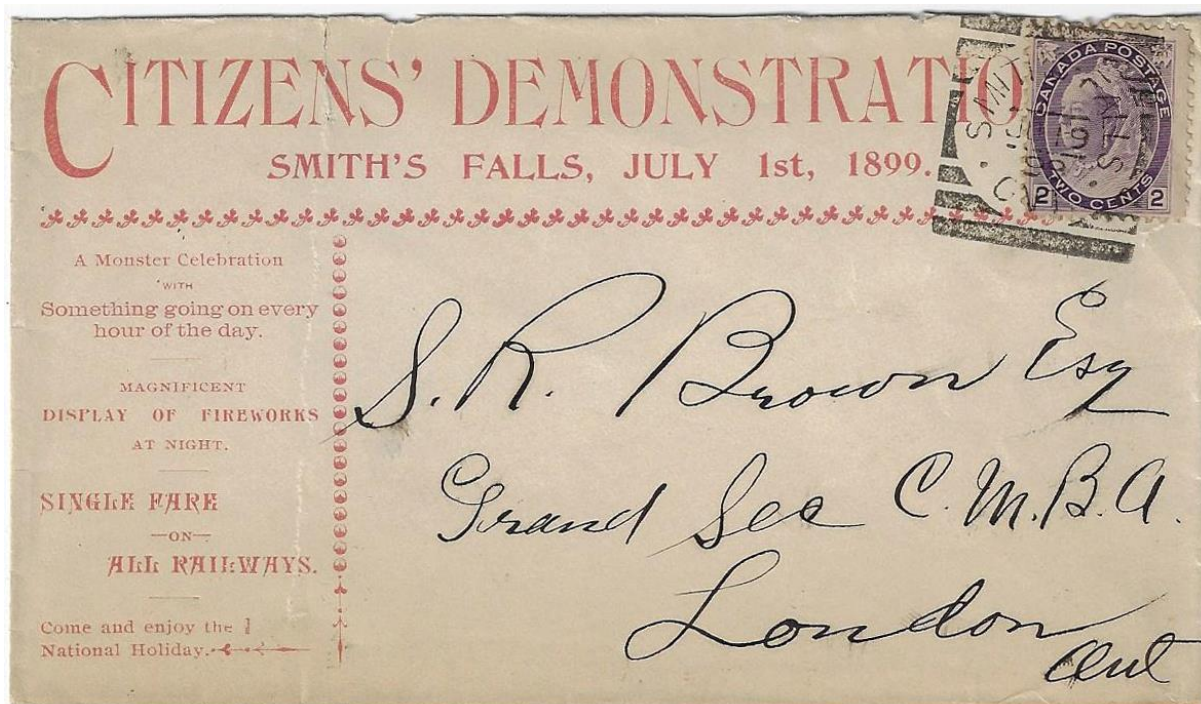 CITIZENS' DEMONSTRATIO
SMITH'S FALLS, JULY 1st, 1899.
CANADA POSTAGE
2 TWO CENTS 2
A Monster Celebration
WITH
Something going on every
hour of the day.
MAGNIFICENT
DISPLAY OF FIREWORKS
AT NIGHT.
SINGLE FARE
—ON—
ALL RAILWAYS.
Come and enjoy the
National Holiday.
S. R. Brown Esq
Grand Sec C. M. B. A.
London
Ont